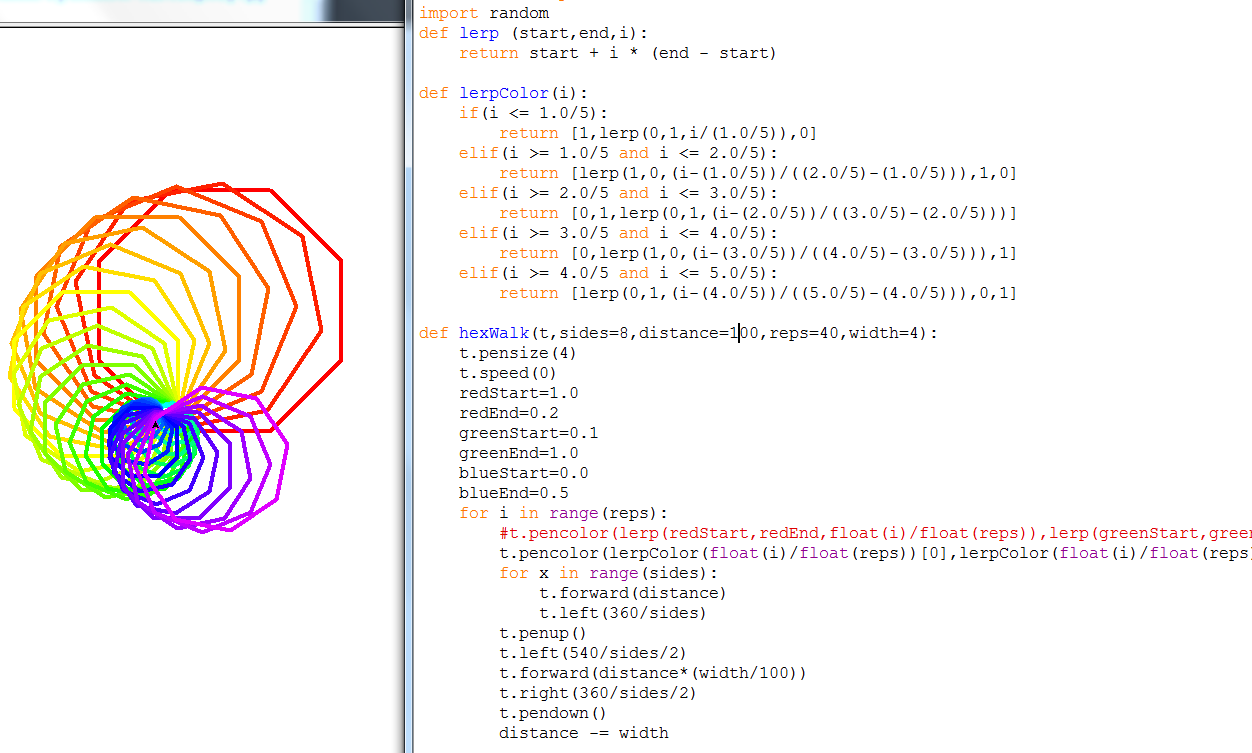 import random
def lerp (start,end,i):
    return start + i * (end - start)

def lerpColor(i):
    if(i <= 1.0/5):
        return [1,lerp(0,1,i/(1.0/5)),0]
    elif(i >= 1.0/5 and i <= 2.0/5):
        return [lerp(1,0,(i-(1.0/5))/((2.0/5)-(1.0/5))),1,0]
    elif(i >= 2.0/5 and i <= 3.0/5):
        return [0,1,lerp(0,1,(i-(2.0/5))/((3.0/5)-(2.0/5)))]
    elif(i >= 3.0/5 and i <= 4.0/5):
        return [0,lerp(1,0,(i-(3.0/5))/((4.0/5)-(3.0/5))),1]
    elif(i >= 4.0/5 and i <= 5.0/5):
        return [lerp(0,1,(i-(4.0/5))/((5.0/5)-(4.0/5))),0,1]

def hexWalk(t,sides=8,distance=100,reps=40,width=4):
    t.pensize(4)
    t.speed(0)
    redStart=1.0
    redEnd=0.2
    greenStart=0.1
    greenEnd=1.0
    blueStart=0.0
    blueEnd=0.5
    for i in range(reps):
        #t.pencolor(lerp(redStart,redEnd,float(i)/float(reps)),lerp(greenStart,gree
        t.pencolor(lerpColor(float(i)/float(reps))[0],lerpColor(float(i)/float(reps
        for x in range(sides):
            t.forward(distance)
            t.left(360/sides)
        t.penup()
        t.left(540/sides/2)
        t.forward(distance*(width/100))
        t.right(360/sides/2)
        t.pendown()
        distance -= width